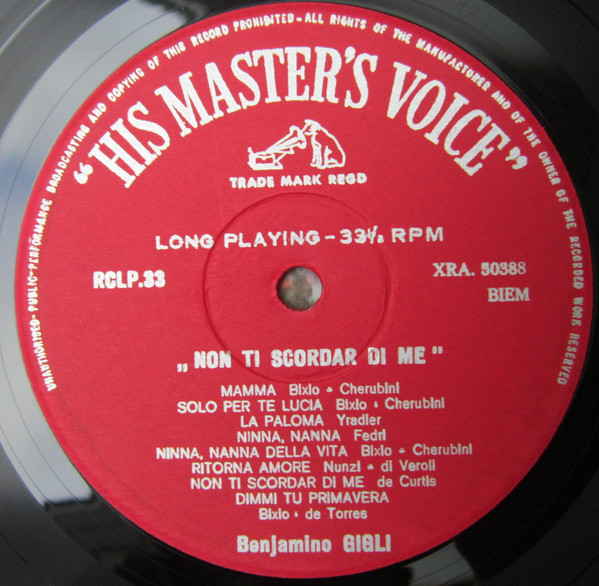 UNAUTHORISED-PUBLIC-PERFORMANCE BROADCASTING AND COPYING OF THIS RECORD PROHIBITED-ALL RIGHTS OF THE MANUFACTURER AND OF THE OWNER OF THE RECORDED WORK RESERVED
"HIS MASTER'S VOICE"
TRADE MARK REGD
LONG PLAYING-33⅓ RPM
RCLP.33
XRA. 50388
BIEM
„NON TI SCORDAR DI ME"
MAMMA Bixio - Cherubini
SOLO PER TE LUCIA Bixio - Cherubini
LA PALOMA Yradier
NINNA, NANNA Fedri
NINNA, NANNA DELLA VITA Bixio - Cherubini
RITORNA AMORE Nunzi - di Veroli
NON TI SCORDAR DI ME de Curtis
DIMMI TU PRIMAVERA
Bixio - de Torres
Benjamino GIGLI